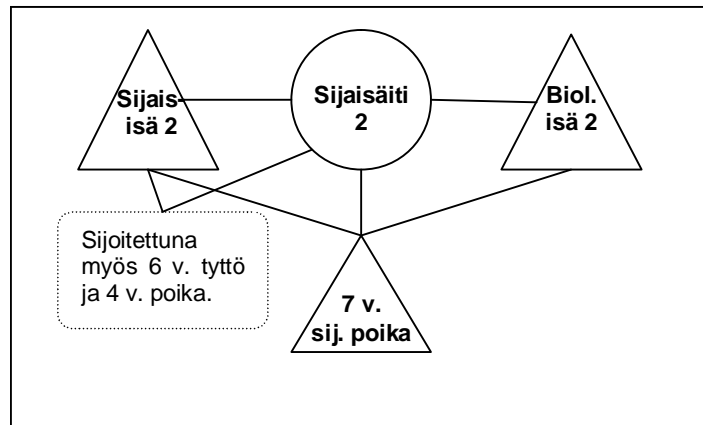 Sijais-
isä 2
Sijaisäiti
2
Biol.
isä 2
Sijoitettuna
myös 6 v. tyttö
ja 4 v. poika.
7 v.
sij. poika